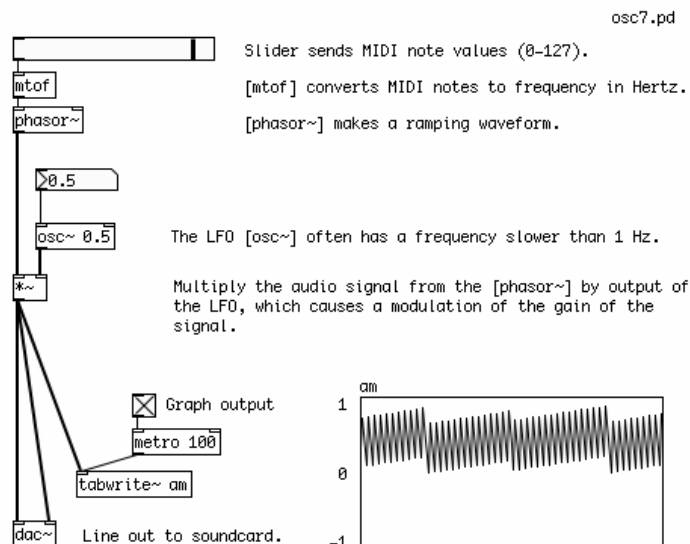 osc7.pd
Slider sends MIDI note values (0-127).
mtof
[mtof] converts MIDI notes to frequency in Hertz.
phasor~
[phasor~] makes a ramping waveform.
0.5
osc~ 0.5
The LFO [osc~] often has a frequency slower than 1 Hz.
*~
Multiply the audio signal from the [phasor~] by output of
the LFO, which causes a modulation of the gain of the
signal.
am
1
Graph output
metro 100
0
tabwrite~ am
dac~
Line out to soundcard.
-1